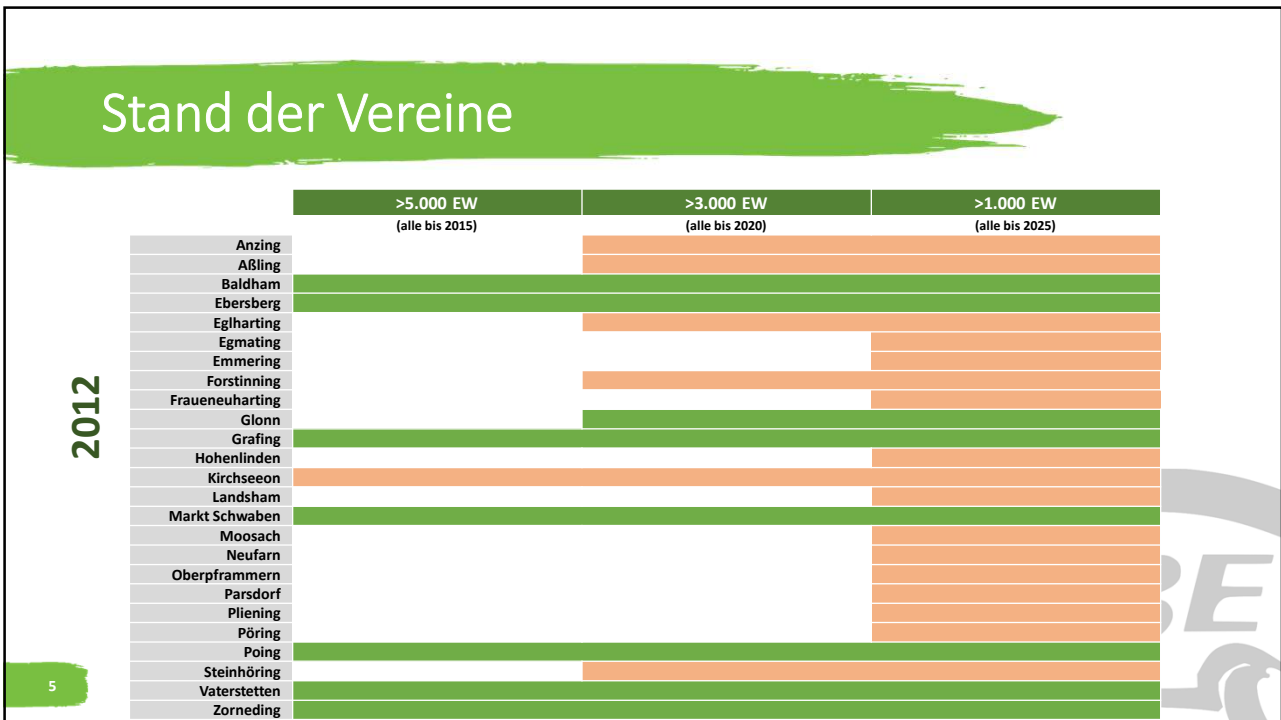 Stand der Vereine
>5.000 EW >3.000 EW >1.000 EW
(alle bis 2015) (alle bis 2020) (alle bis 2025)
2012
Anzing
Aßling
Baldham
Ebersberg
Eglharting
Egmating
Emmering
Forstinning
Fraueneuharting
Glonn
Grafing
Hohenlinden
Kirchseeon
Landsham
Markt Schwaben
Moosach
Neufarn
Oberpframmern
Parsdorf
Pliening
Pöring
Poing
Steinhöring
Vaterstetten
Zorneding
5